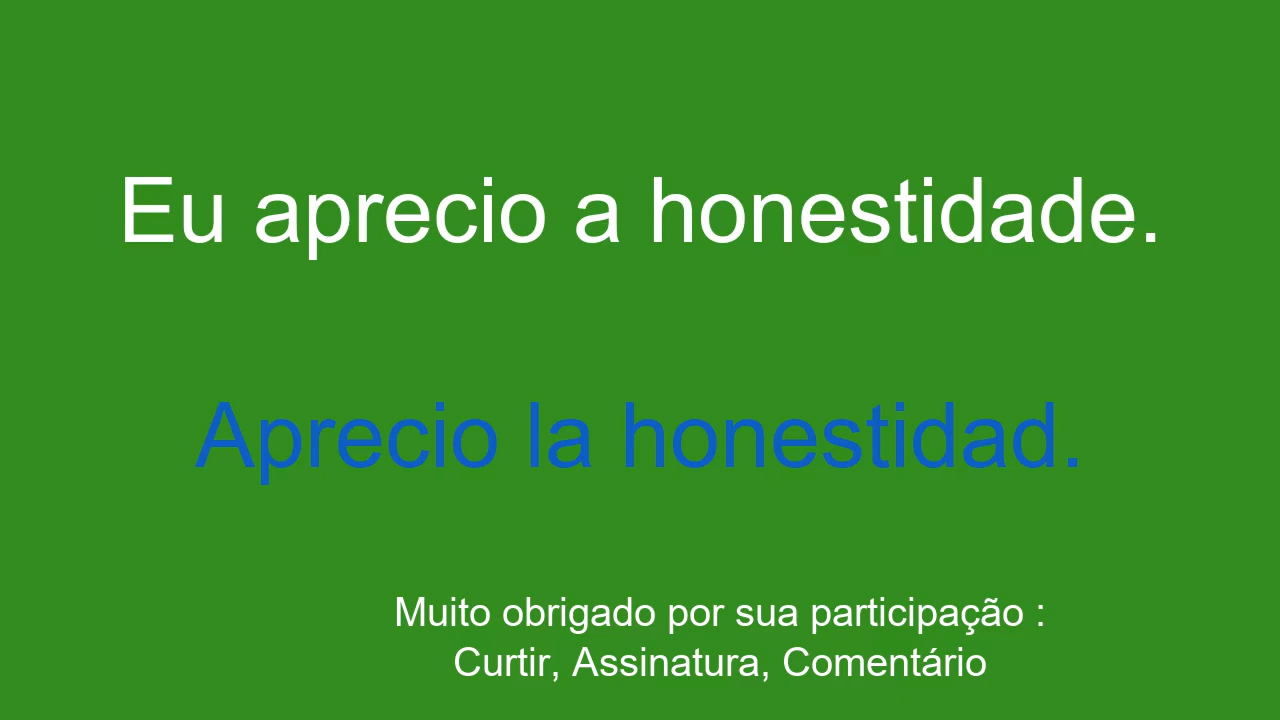 Eu aprecio a honestidade.
Aprecio la honestidad.
Muito obrigado por sua participação :
Curtir, Assinatura, Comentário